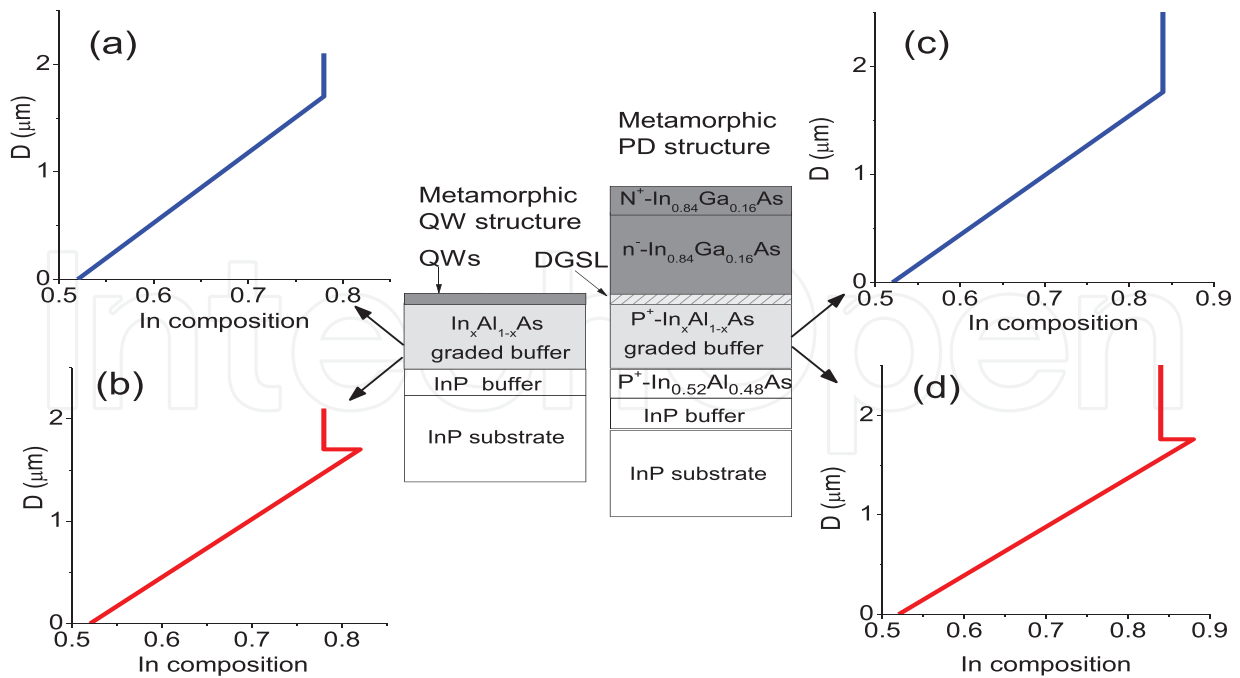 (a)
2
1
0
D (μm)
0.5 0.6 0.7 0.8
In composition
(b)
2
1
0
D (μm)
0.5 0.6 0.7 0.8
In composition
Metamorphic
QW structure
QWs
InxAl1-xAs
graded buffer
InP buffer
InP substrate
Metamorphic
PD structure
DGSL
N+-In0.84Ga0.16As
n--In0.84Ga0.16As
P+-InxAl1-xAs
graded buffer
P+-In0.52Al0.48As
InP buffer
InP substrate
(c)
2
1
0
D (μm)
0.5 0.6 0.7 0.8 0.9
In composition
(d)
2
1
0
D (μm)
0.5 0.6 0.7 0.8 0.9
In composition
IntechOpen